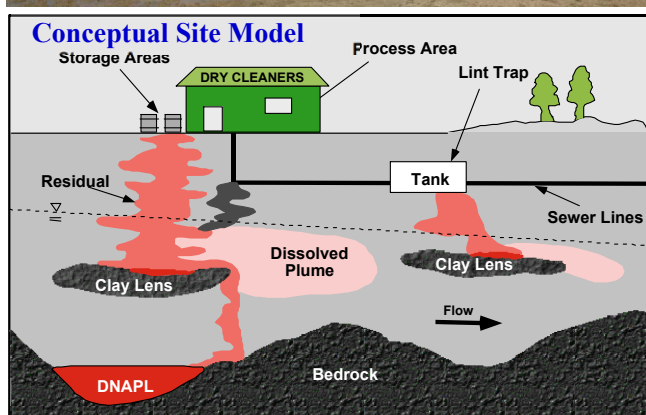 Conceptual Site Model
Storage Areas
Process Area
DRY CLEANERS
Lint Trap
Residual
Tank
Sewer Lines
Dissolved
Plume
Clay Lens
Clay Lens
Flow
DNAPL
Bedrock